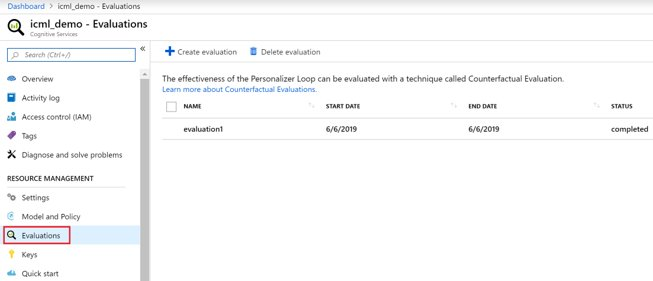 Dashboard > icml_demo - Evaluations
icml_demo - Evaluations
Cognitive Services
Search (Ctrl+/)
Overview
Activity log
Access control (IAM)
Tags
Diagnose and solve problems
RESOURCE MANAGEMENT
Settings
Model and Policy
Evaluations
Keys
Quick start
Create evaluation Delete evaluation
The effectiveness of the Personalizer Loop can be evaluated with a technique called Counterfactual Evaluation.
Learn more about Counterfactual Evaluations.
NAME START DATE END DATE STATUS
evaluation1 6/6/2019 6/6/2019 completed